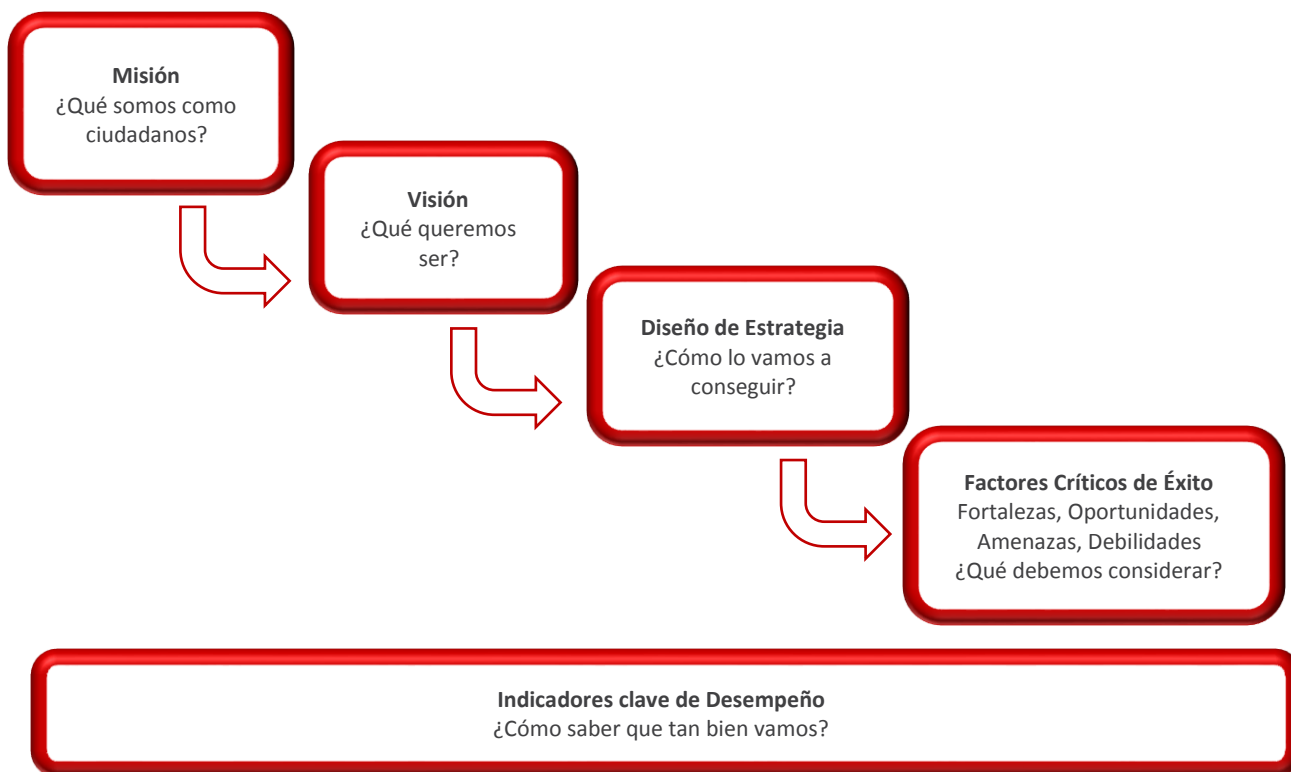 Misión
¿Qué somos como
ciudadanos?
Visión
¿Qué queremos
ser?
Diseño de Estrategia
¿Cómo lo vamos a
conseguir?
Factores Críticos de Éxito
Fortalezas, Oportunidades,
Amenazas, Debilidades
¿Qué debemos considerar?
Indicadores clave de Desempeño
¿Cómo saber que tan bien vamos?